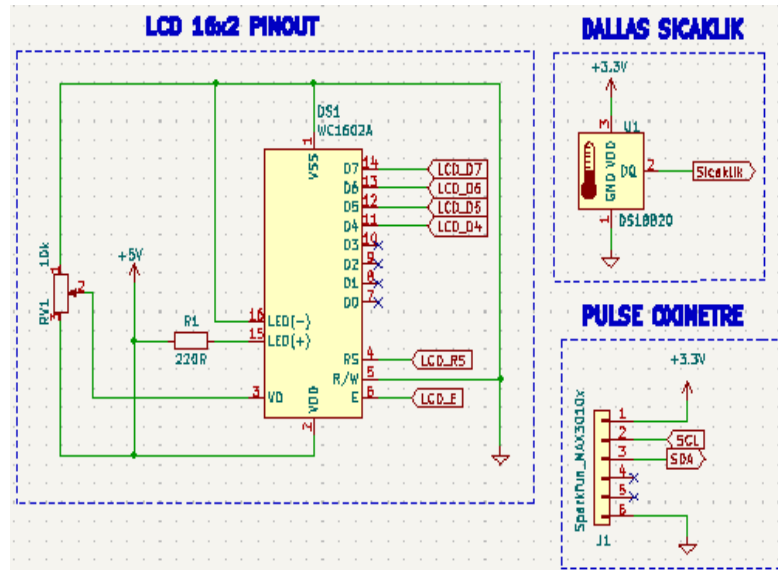 LCD 16x2 PINOUT
DS1
WC1602A
1
VSS
D7 14 LCD_D7
D6 13 LCD_D6
D5 12 LCD_D5
D4 11 LCD_D4
D3 10
D2 9
D1 8
D0 7
10k
1
2
RV1
3
+5V
R1
220R
16 LED(-)
15 LED(+)
RS 4 LCD_RS
R/W 5
3 VO
E 6 LCD_E
VDD
2
DALLAS SICAKLIK
+3.3V
3
U1
VDD
DQ 2 Sicaklik
GND
1
DS18B20
PULSE OXINETRE
+3.3V
SparkFun_MAX3010x
1
2 SCL
3 SDA
4
5
6
J1